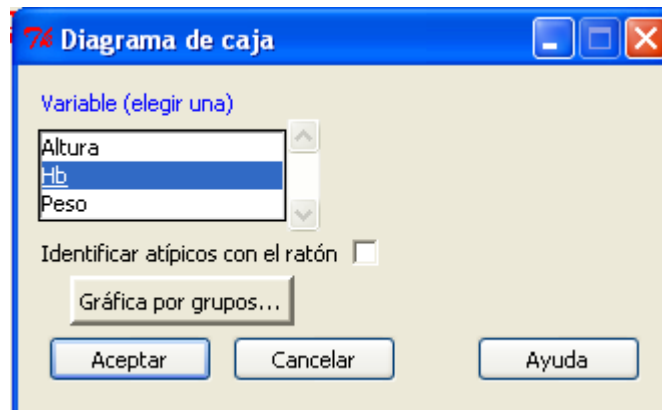 Diagrama de caja
Variable (elegir una)
Altura
Hb
Peso
Identificar atípicos con el ratón
Gráfica por grupos...
Aceptar Cancelar Ayuda